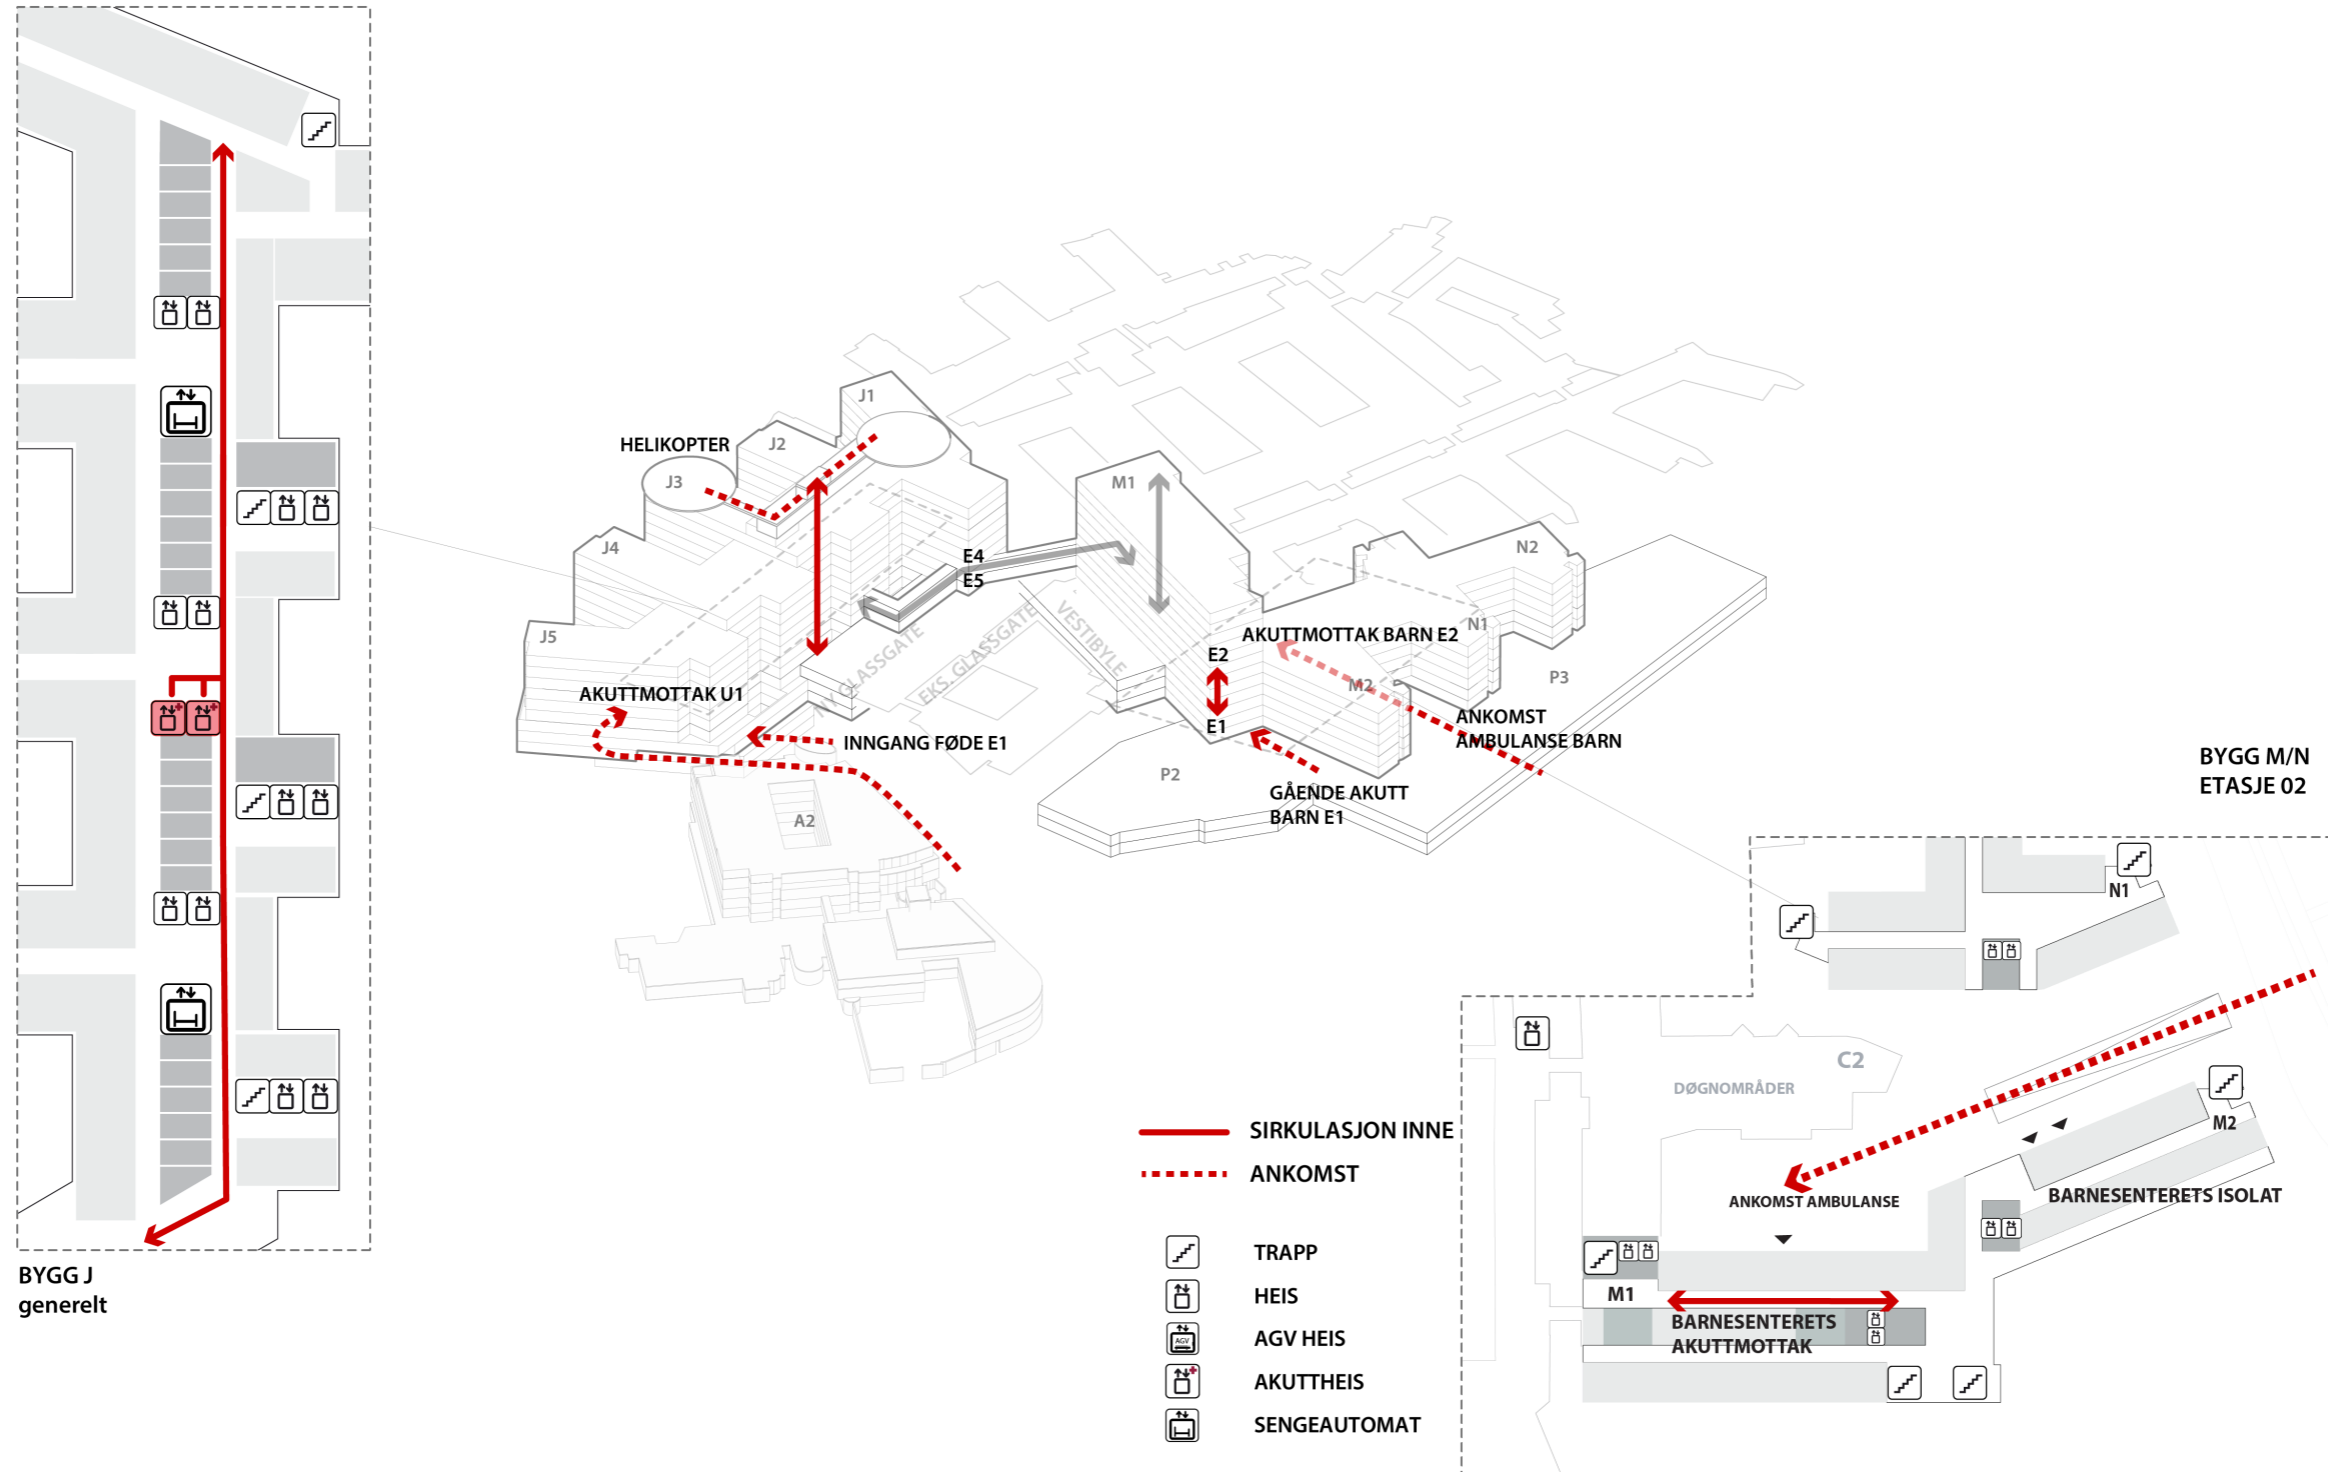 J1
J2
HELIKOPTER
J3
M1
J4
E4
E5
N2
J5
NY GLASSGATE
EKS. GLASSGATE
VESTIBYLE
N1
AKUTTMOTTAK BARN E2
E2
AKUTTMOTTAK U1
M2
P3
E1
ANKOMST
AMBULANSE BARN
INNGANG FØDE E1
P2
GÅENDE AKUTT
BARN E1
A2
BYGG M/N
ETASJE 02
N1
C2
DØGNOMRÅDER
M2
ANKOMST AMBULANSE
BARNESENTERETS ISOLAT
M1
BARNESENTERETS
AKUTTMOTTAK
BYGG J
generelt
SIRKULASJON INNE
ANKOMST
TRAPP
HEIS
AGV
AGV HEIS
AKUTTHEIS
SENGEAUTOMAT